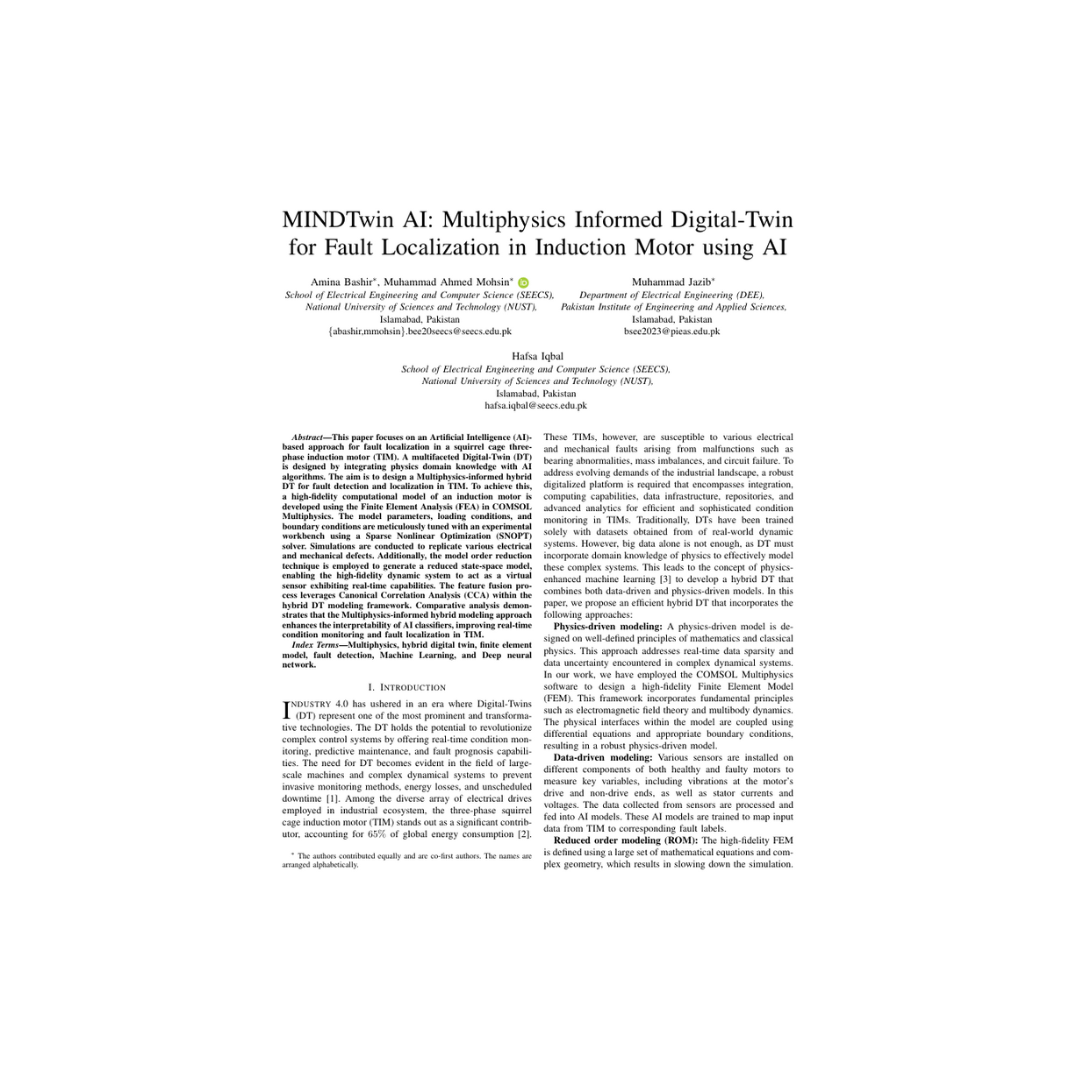 MINDTwin AI: Multiphysics Informed Digital-Twin
for Fault Localization in Induction Motor using AI
Amina Bashir*, Muhammad Ahmed Mohsin*
School of Electrical Engineering and Computer Science (SEECS),
National University of Sciences and Technology (NUST),
Islamabad, Pakistan
{abashir,mmohsin}.bee20seecs@seecs.edu.pk
Muhammad Jazib*
Department of Electrical Engineering (DEE),
Pakistan Institute of Engineering and Applied Sciences,
Islamabad, Pakistan
bsee2023@pieas.edu.pk
Hafsa Iqbal
School of Electrical Engineering and Computer Science (SEECS),
National University of Sciences and Technology (NUST),
Islamabad, Pakistan
hafsa.iqbal@seecs.edu.pk
Abstract—This paper focuses on an Artificial Intelligence (AI)-
based approach for fault localization in a squirrel cage three-
phase induction motor (TIM). A multifaceted Digital-Twin (DT)
is designed by integrating physics domain knowledge with AI
algorithms. The aim is to design a Multiphysics-informed hybrid
DT for fault detection and localization in TIM. To achieve this,
a high-fidelity computational model of an induction motor is
developed using the Finite Element Analysis (FEA) in COMSOL
Multiphysics. The model parameters, loading conditions, and
boundary conditions are meticulously tuned with an experimental
workbench using a Sparse Nonlinear Optimization (SNOPT)
solver. Simulations are conducted to replicate various electrical
and mechanical defects. Additionally, the model order reduction
technique is employed to generate a reduced state-space model,
enabling the high-fidelity dynamic system to act as a virtual
sensor exhibiting real-time capabilities. The feature fusion pro-
cess leverages Canonical Correlation Analysis (CCA) within the
hybrid DT modeling framework. Comparative analysis demon-
strates that the Multiphysics-informed hybrid modeling approach
enhances the interpretability of AI classifiers, improving real-time
condition monitoring and fault localization in TIM.
Index Terms—Multiphysics, hybrid digital twin, finite element
model, fault detection, Machine Learning, and Deep neural
network.
I. INTRODUCTION
INDUSTRY 4.0 has ushered in an era where Digital-Twins
(DT) represent one of the most prominent and transforma-
tive technologies. The DT holds the potential to revolutionize
complex control systems by offering real-time condition mon-
itoring, predictive maintenance, and fault prognosis capabili-
ties. The need for DT becomes evident in the field of large-
scale machines and complex dynamical systems to prevent
invasive monitoring methods, energy losses, and unscheduled
downtime [1]. Among the diverse array of electrical drives
employed in industrial ecosystem, the three-phase squirrel
cage induction motor (TIM) stands out as a significant contrib-
utor, accounting for 65% of global energy consumption [2].
* The authors contributed equally and are co-first authors. The names are
arranged alphabetically.
These TIMs, however, are susceptible to various electrical
and mechanical faults arising from malfunctions such as
bearing abnormalities, mass imbalances, and circuit failure. To
address evolving demands of the industrial landscape, a robust
digitalized platform is required that encompasses integration,
computing capabilities, data infrastructure, repositories, and
advanced analytics for efficient and sophisticated condition
monitoring in TIMs. Traditionally, DTs have been trained
solely with datasets obtained from of real-world dynamic
systems. However, big data alone is not enough, as DT must
incorporate domain knowledge of physics to effectively model
these complex systems. This leads to the concept of physics-
enhanced machine learning [3] to develop a hybrid DT that
combines both data-driven and physics-driven models. In this
paper, we propose an efficient hybrid DT that incorporates the
following approaches:
Physics-driven modeling: A physics-driven model is de-
signed on well-defined principles of mathematics and classical
physics. This approach addresses real-time data sparsity and
data uncertainty encountered in complex dynamical systems.
In our work, we have employed the COMSOL Multiphysics
software to design a high-fidelity Finite Element Model
(FEM). This framework incorporates fundamental principles
such as electromagnetic field theory and multibody dynamics.
The physical interfaces within the model are coupled using
differential equations and appropriate boundary conditions,
resulting in a robust physics-driven model.
Data-driven modeling: Various sensors are installed on
different components of both healthy and faulty motors to
measure key variables, including vibrations at the motor's
drive and non-drive ends, as well as stator currents and
voltages. The data collected from sensors are processed and
fed into AI models. These AI models are trained to map input
data from TIM to corresponding fault labels.
Reduced order modeling (ROM): The high-fidelity FEM
is defined using a large set of mathematical equations and com-
plex geometry, which results in slowing down the simulation.